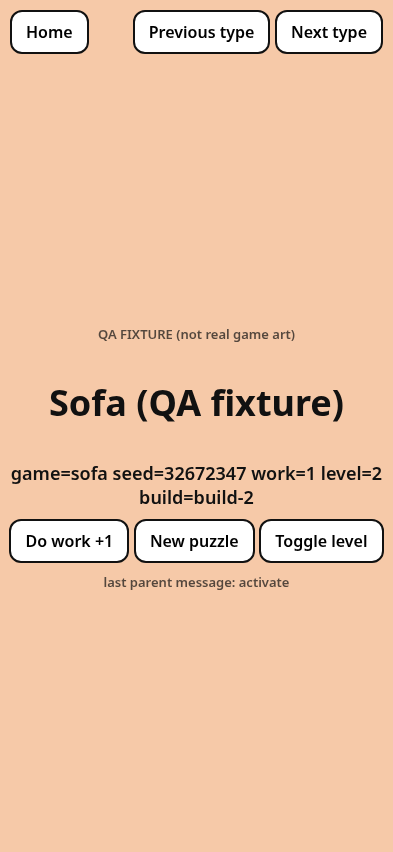 Home
Previous type
Next type
QA FIXTURE (not real game art)
Sofa (QA fixture)
game=sofa seed=32672347 work=1 level=2
build=build-2
Do work +1
New puzzle
Toggle level
last parent message: activate